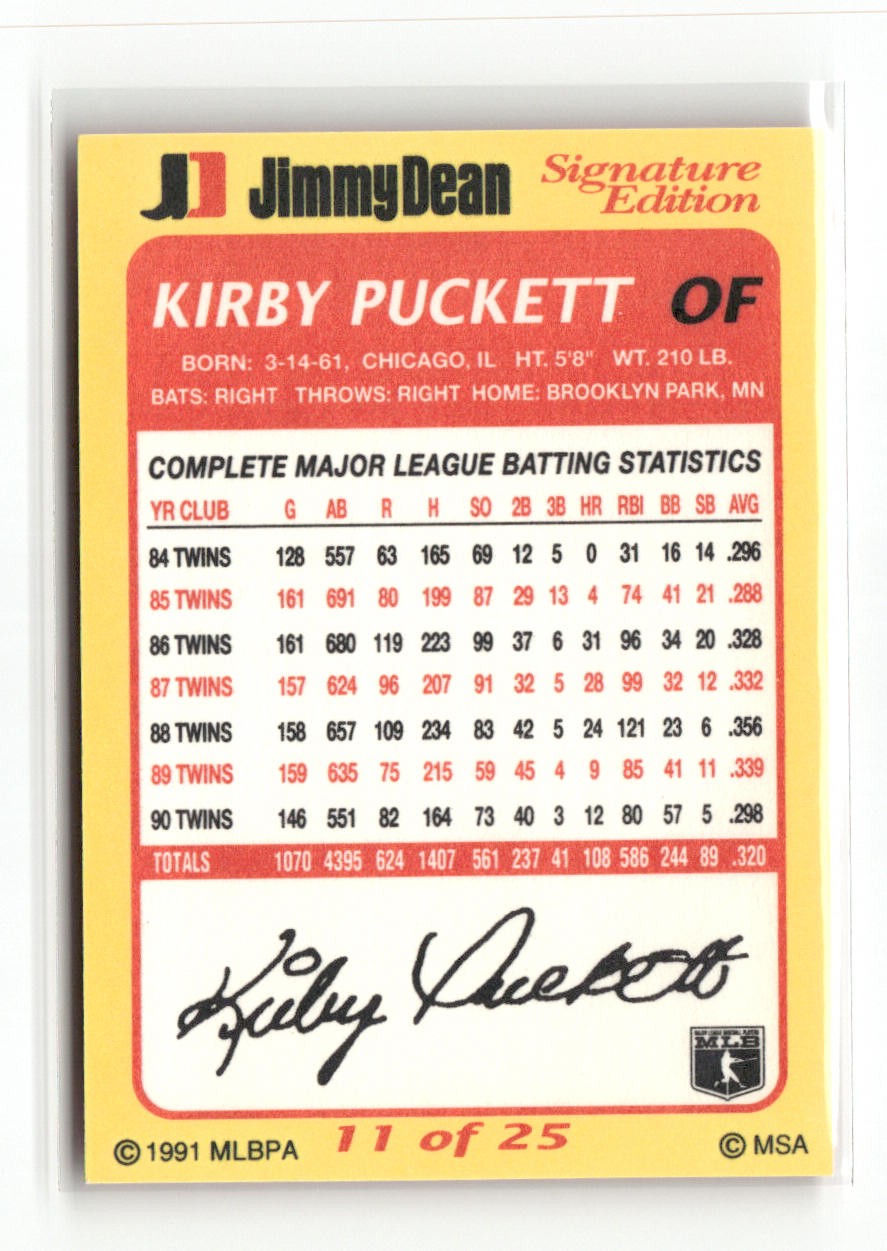 JimmyDean Signature Edition
KIRBY PUCKETT OF
BORN: 3-14-61, CHICAGO, IL HT. 5'8" WT. 210 LB.
BATS: RIGHT THROWS: RIGHT HOME: BROOKLYN PARK, MN
COMPLETE MAJOR LEAGUE BATTING STATISTICS
YR CLUB G AB R H SO 2B 3B HR RBI BB SB AVG
84 TWINS 128 557 63 165 69 12 5 0 31 16 14 .296
85 TWINS 161 691 80 199 87 29 13 4 74 41 21 .288
86 TWINS 161 680 119 223 99 37 6 31 96 34 20 .328
87 TWINS 157 624 96 207 91 32 5 28 99 32 12 .332
88 TWINS 158 657 109 234 83 42 5 24 121 23 6 .356
89 TWINS 159 635 75 215 59 45 4 9 85 41 11 .339
90 TWINS 146 551 82 164 73 40 3 12 80 57 5 .298
TOTALS 1070 4395 624 1407 561 237 41 108 586 244 89 .320
Kirby Puckett
MAJOR LEAGUE BASEBALL PLAYERS
MLB
© 1991 MLBPA 11 of 25 © MSA